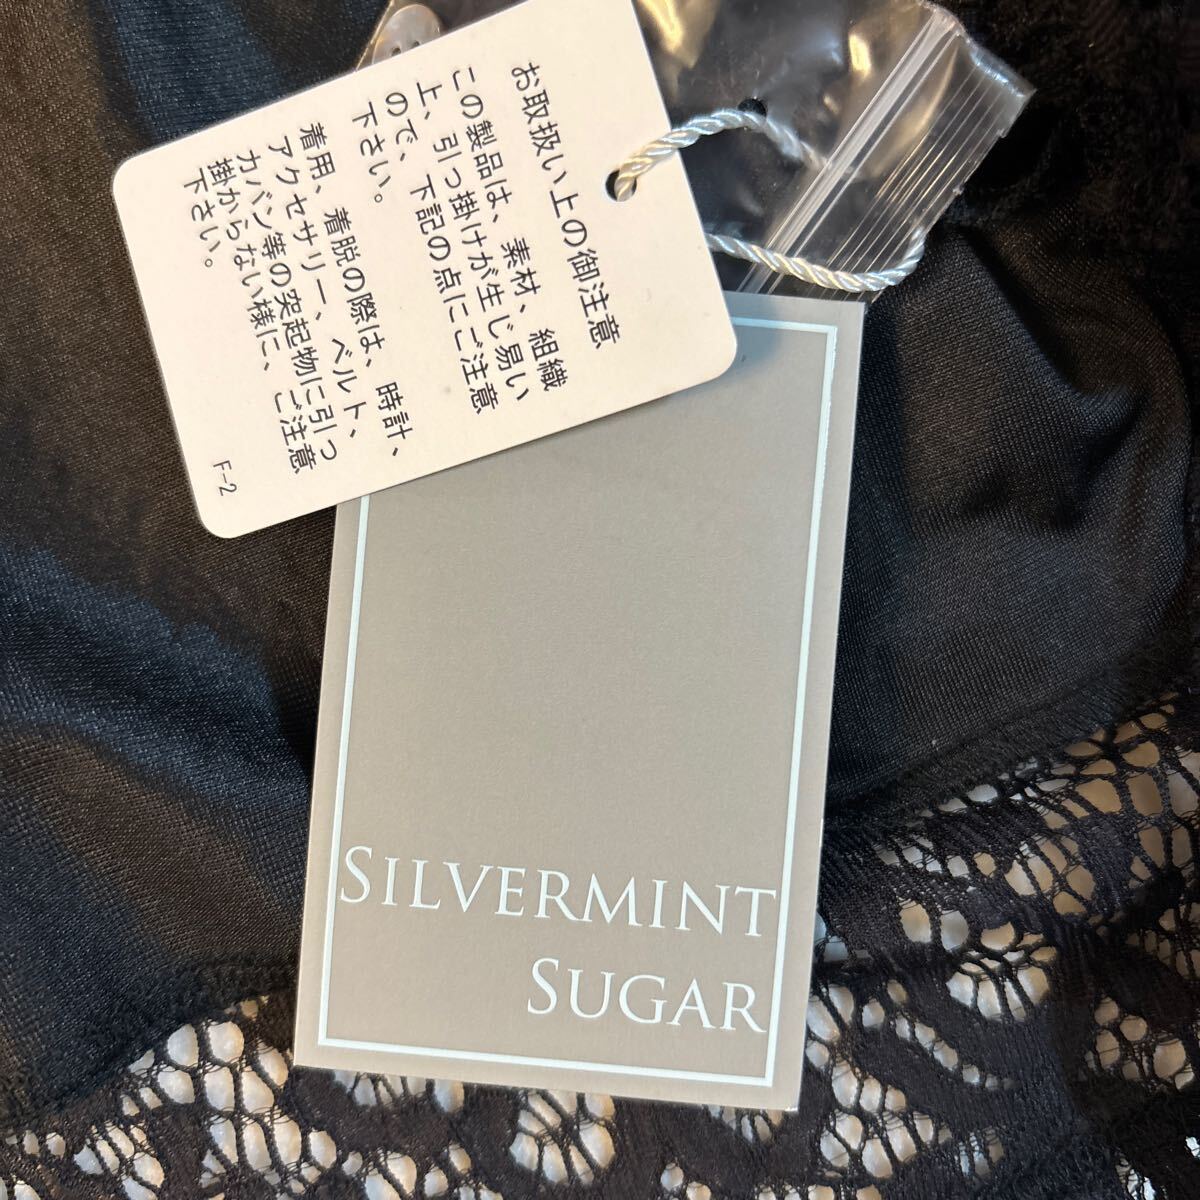 お取扱い上の御注意
この製品は、素材、組織
上、引っ掛けが生じ易い
ので、下記の点にご注意
下さい。
着用、着脱の際は、時計、
アクセサリー、ベルト、
カバン等の突起物に引っ
掛からない様に、ご注意
下さい。
F-2
SILVERMINT
SUGAR